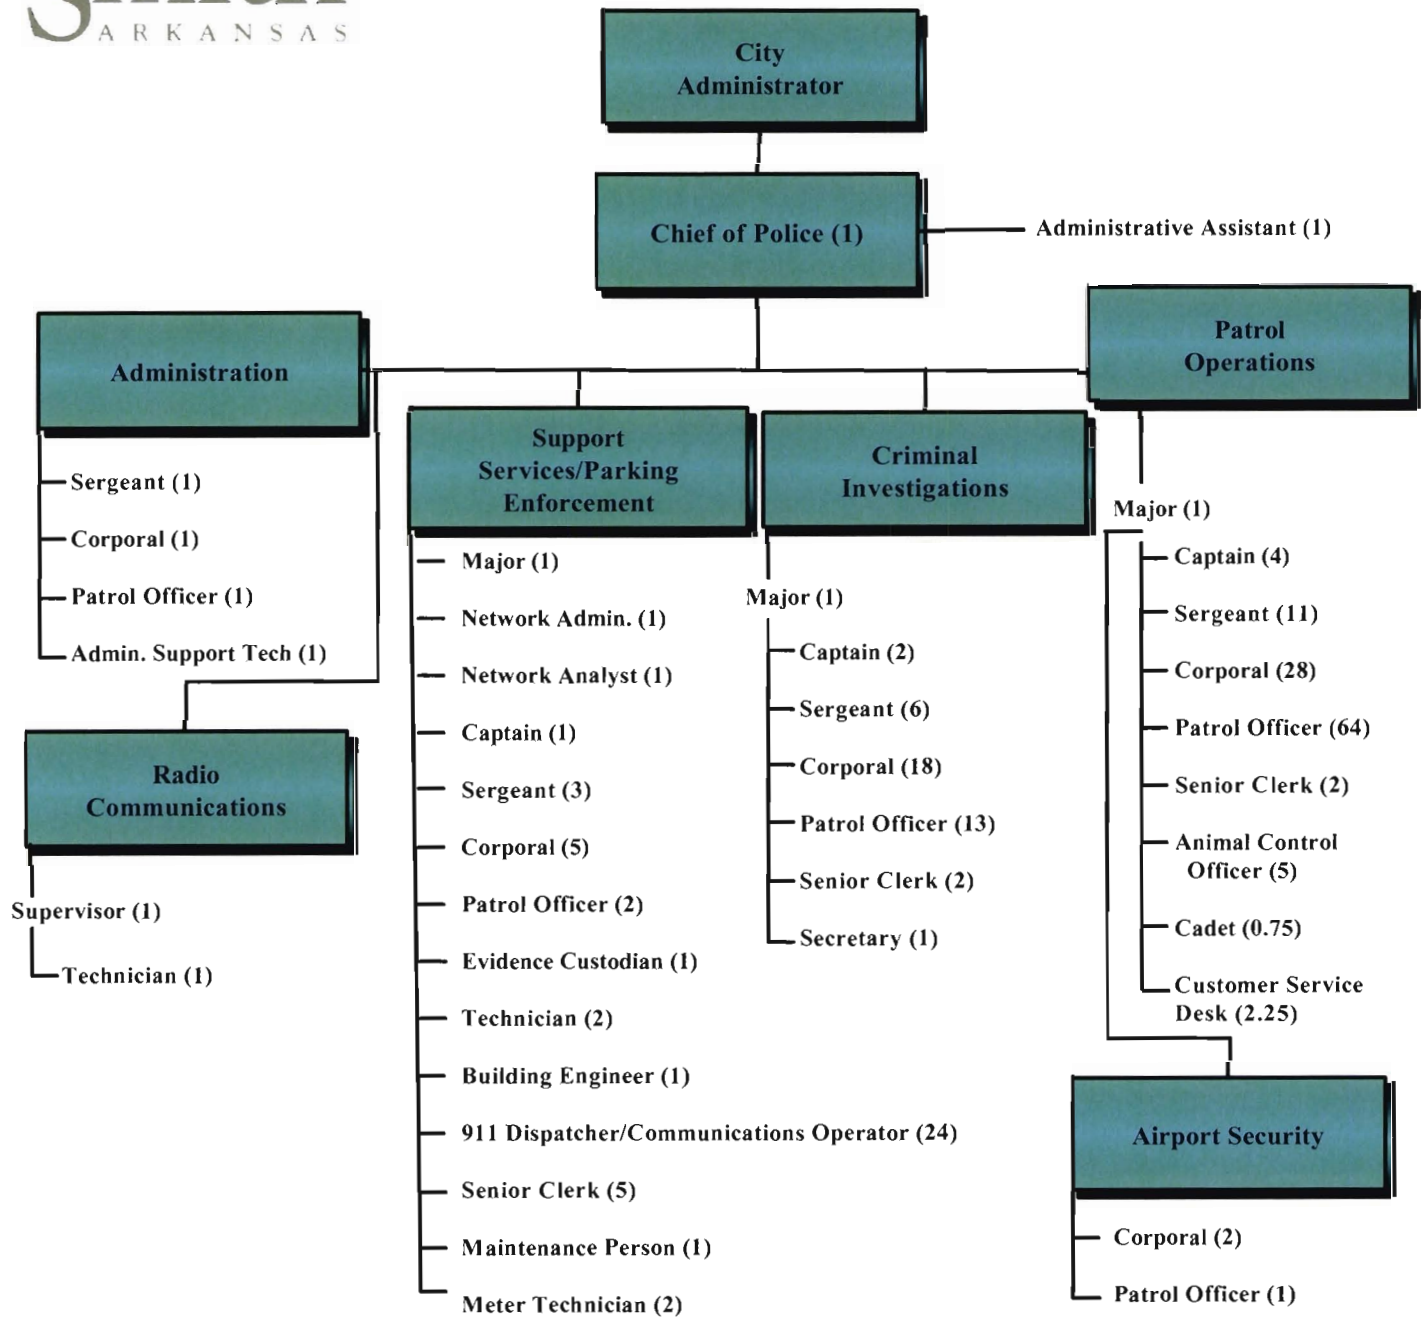 ARKANSAS
City
Administrator
Chief of Police (1)
Administrative Assistant (1)
Administration
Sergeant (1)
Corporal (1)
Patrol Officer (1)
Admin. Support Tech (1)
Radio
Communications
Supervisor (1)
Technician (1)
Support
Services/Parking
Enforcement
Major (1)
Network Admin. (1)
Network Analyst (1)
Captain (1)
Sergeant (3)
Corporal (5)
Patrol Officer (2)
Evidence Custodian (1)
Technician (2)
Building Engineer (1)
911 Dispatcher/Communications Operator (24)
Senior Clerk (5)
Maintenance Person (1)
Meter Technician (2)
Criminal
Investigations
Major (1)
Captain (2)
Sergeant (6)
Corporal (18)
Patrol Officer (13)
Senior Clerk (2)
Secretary (1)
Patrol
Operations
Major (1)
Captain (4)
Sergeant (11)
Corporal (28)
Patrol Officer (64)
Senior Clerk (2)
Animal Control
Officer (5)
Cadet (0.75)
Customer Service
Desk (2.25)
Airport Security
Corporal (2)
Patrol Officer (1)